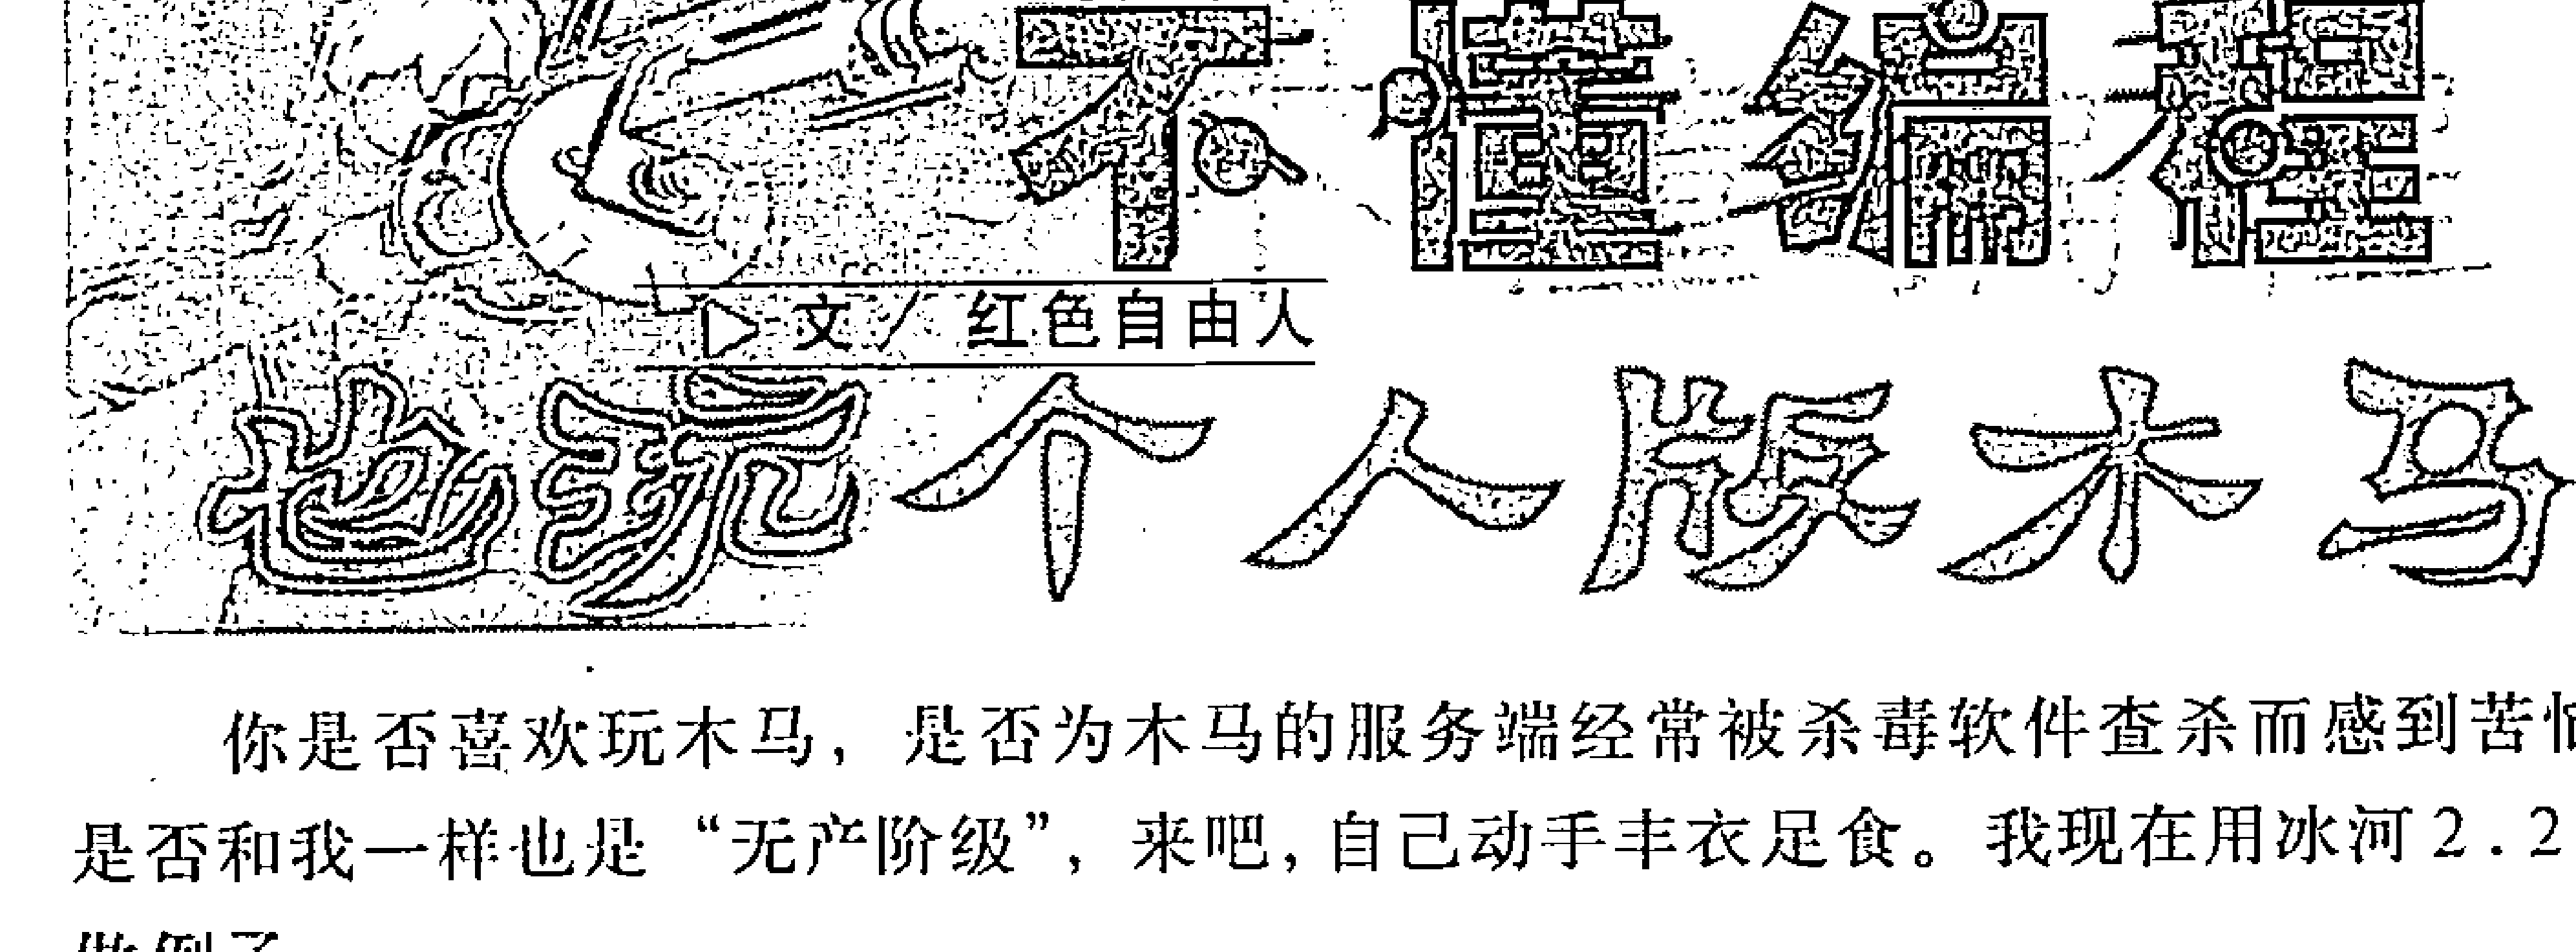 不懂编程
文/ 红色自由人
也玩个人版木马
你是否喜欢玩木马，是否为木马的服务端经常被杀毒软件查杀而感到苦恼
是否和我一样也是“无产阶级”，来吧，自己动手丰衣足食。我现在用冰河2.2
做例子